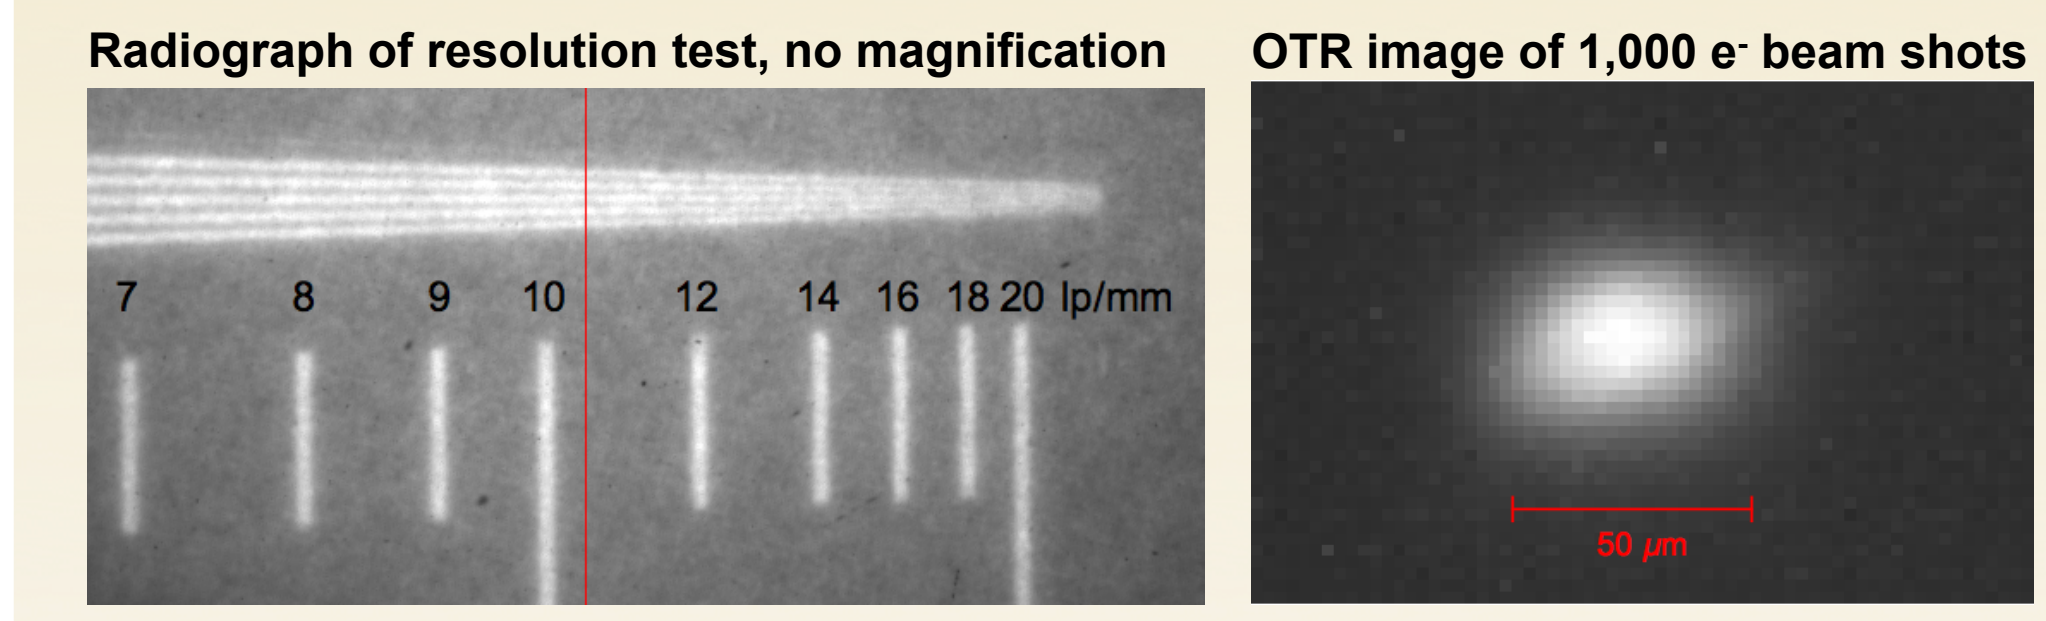 Radiograph of resolution test, no magnification
7 8 9 10 12 14 16 18 20 lp/mm
OTR image of 1,000 e⁻ beam shots
50 µm